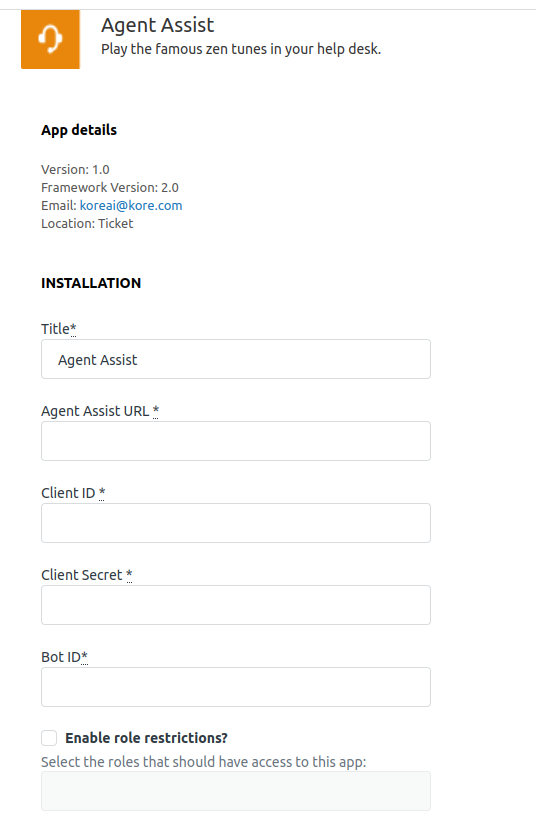 Agent Assist
Play the famous zen tunes in your help desk.
App details
Version: 1.0
Framework Version: 2.0
Email: koreai@kore.com
Location: Ticket
INSTALLATION
Title*
Agent Assist
Agent Assist URL *
Client ID *
Client Secret *
Bot ID*
Enable role restrictions?
Select the roles that should have access to this app: